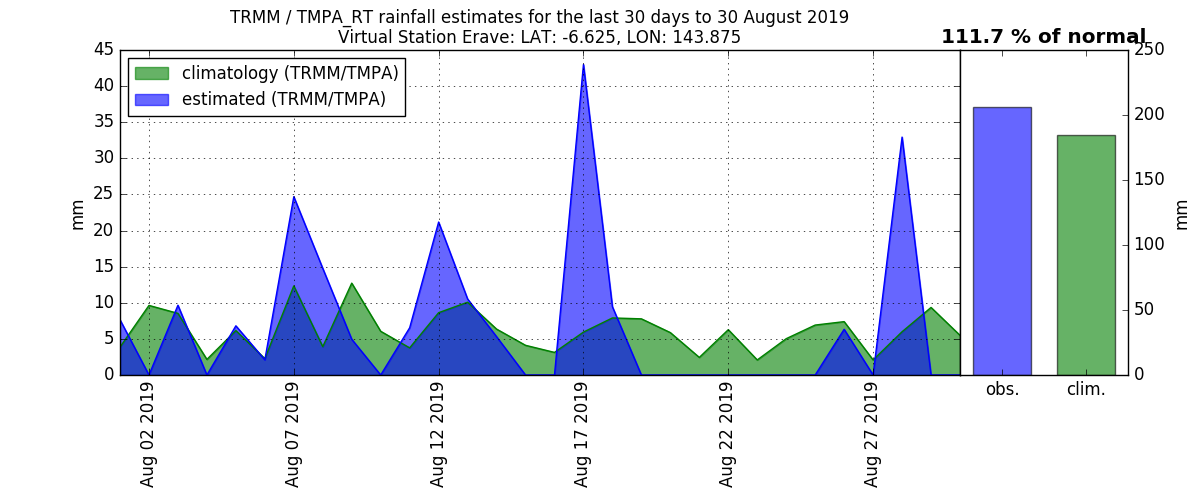 TRMM / TMPA_RT rainfall estimates for the last 30 days to 30 August 2019
Virtual Station Erave: LAT: -6.625, LON: 143.875
111.7 % of normal
climatology (TRMM/TMPA)
estimated (TRMM/TMPA)
45
40
35
30
25
20
15
10
5
0
mm
Aug 02 2019
Aug 07 2019
Aug 12 2019
Aug 17 2019
Aug 22 2019
Aug 27 2019
250
200
150
100
50
0
mm
obs.
clim.